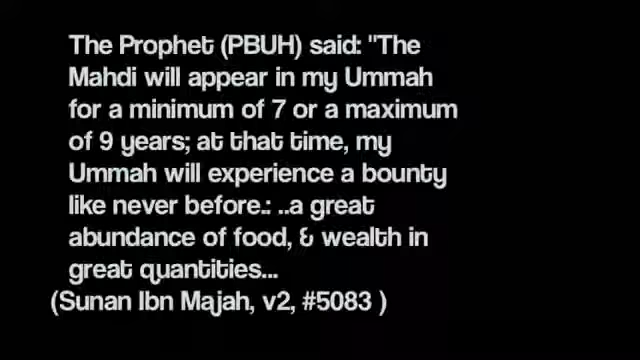 The Prophet (PBUH) said: "The
Mahdi will appear in my Ummah
for a minimum of 7 or a maximum
of 9 years; at that time, my
Ummah will experience a bounty
like never before.: ..a great
abundance of food, & wealth in
great quantities...
(Sunan Ibn Majah, v2, #5083 )